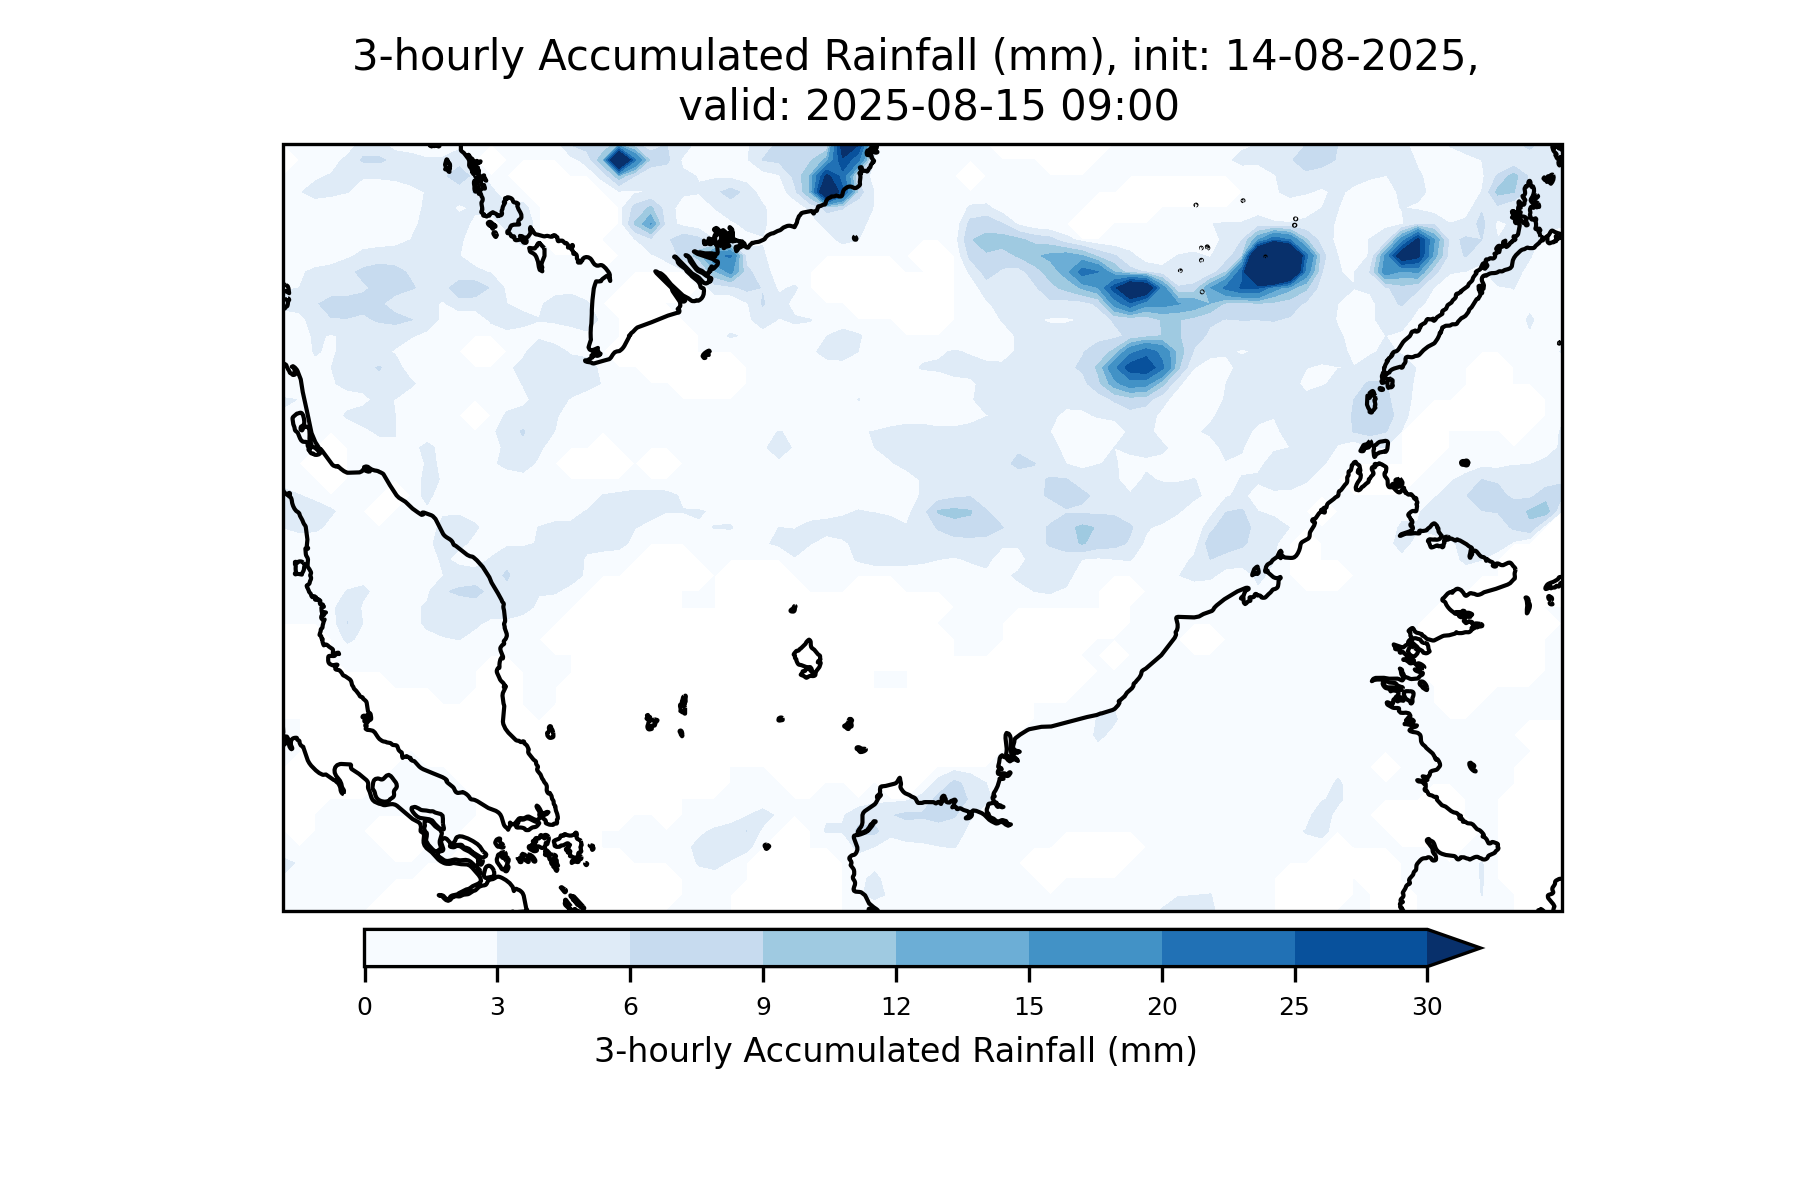 3-hourly Accumulated Rainfall (mm), init: 14-08-2025,
valid: 2025-08-15 09:00
0 3 6 9 12 15 20 25 30
3-hourly Accumulated Rainfall (mm)